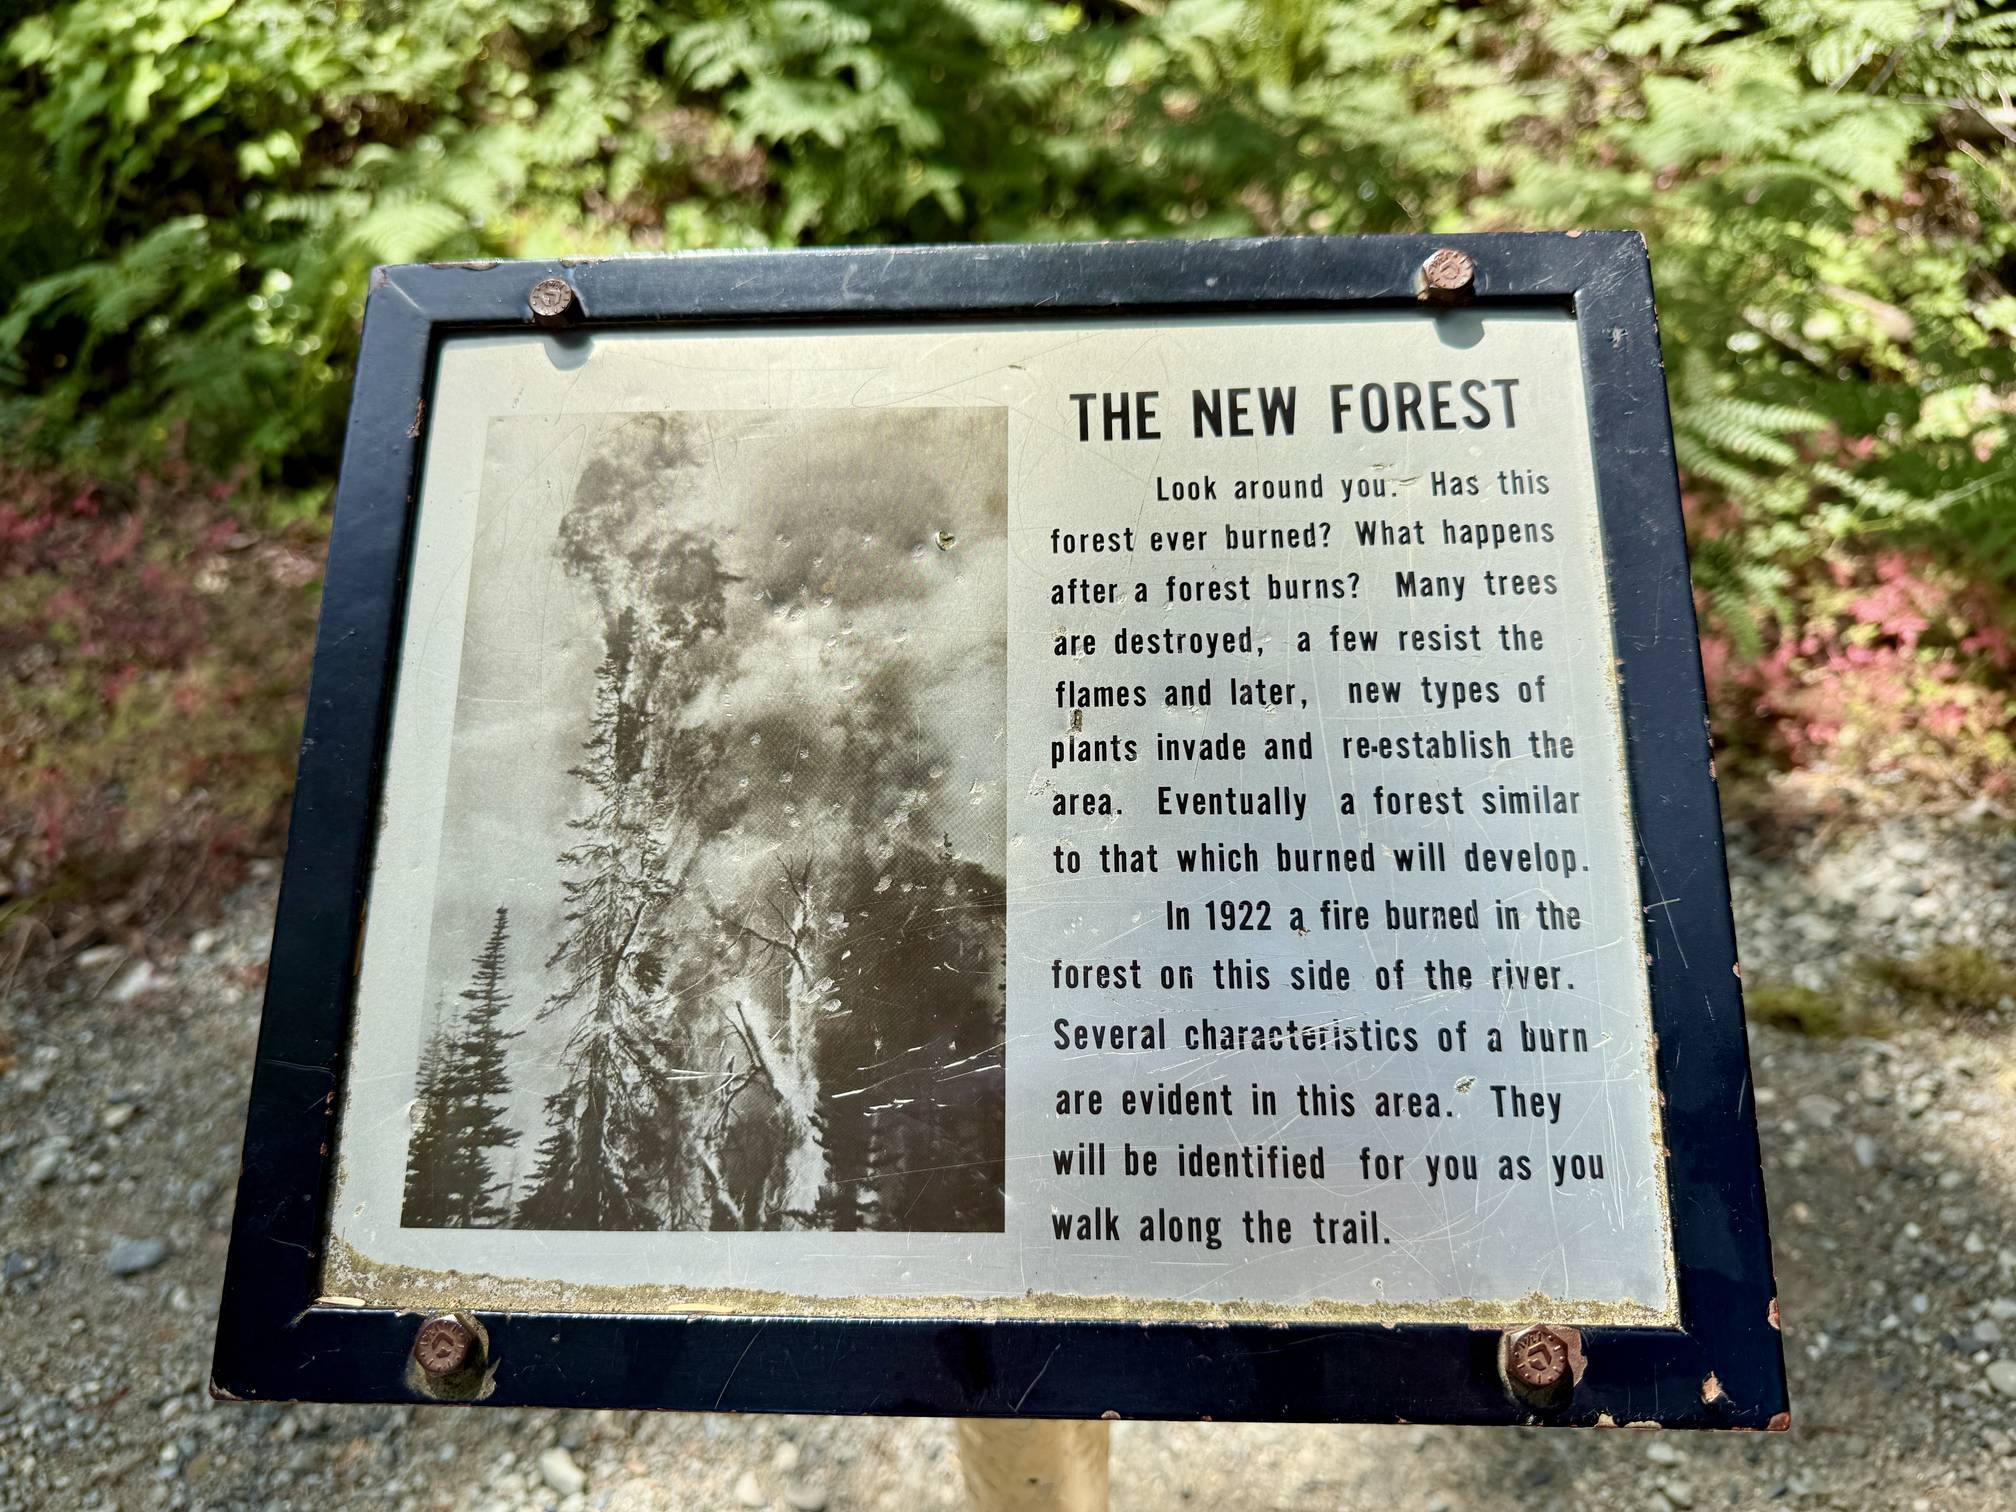 THE NEW FOREST
Look around you. Has this
forest ever burned? What happens
after a forest burns? Many trees
are destroyed, a few resist the
flames and later, new types of
plants invade and re-establish the
area. Eventually a forest similar
to that which burned will develop.
In 1922 a fire burned in the
forest on this side of the river.
Several characteristics of a burn
are evident in this area. They
will be identified for you as you
walk along the trail.